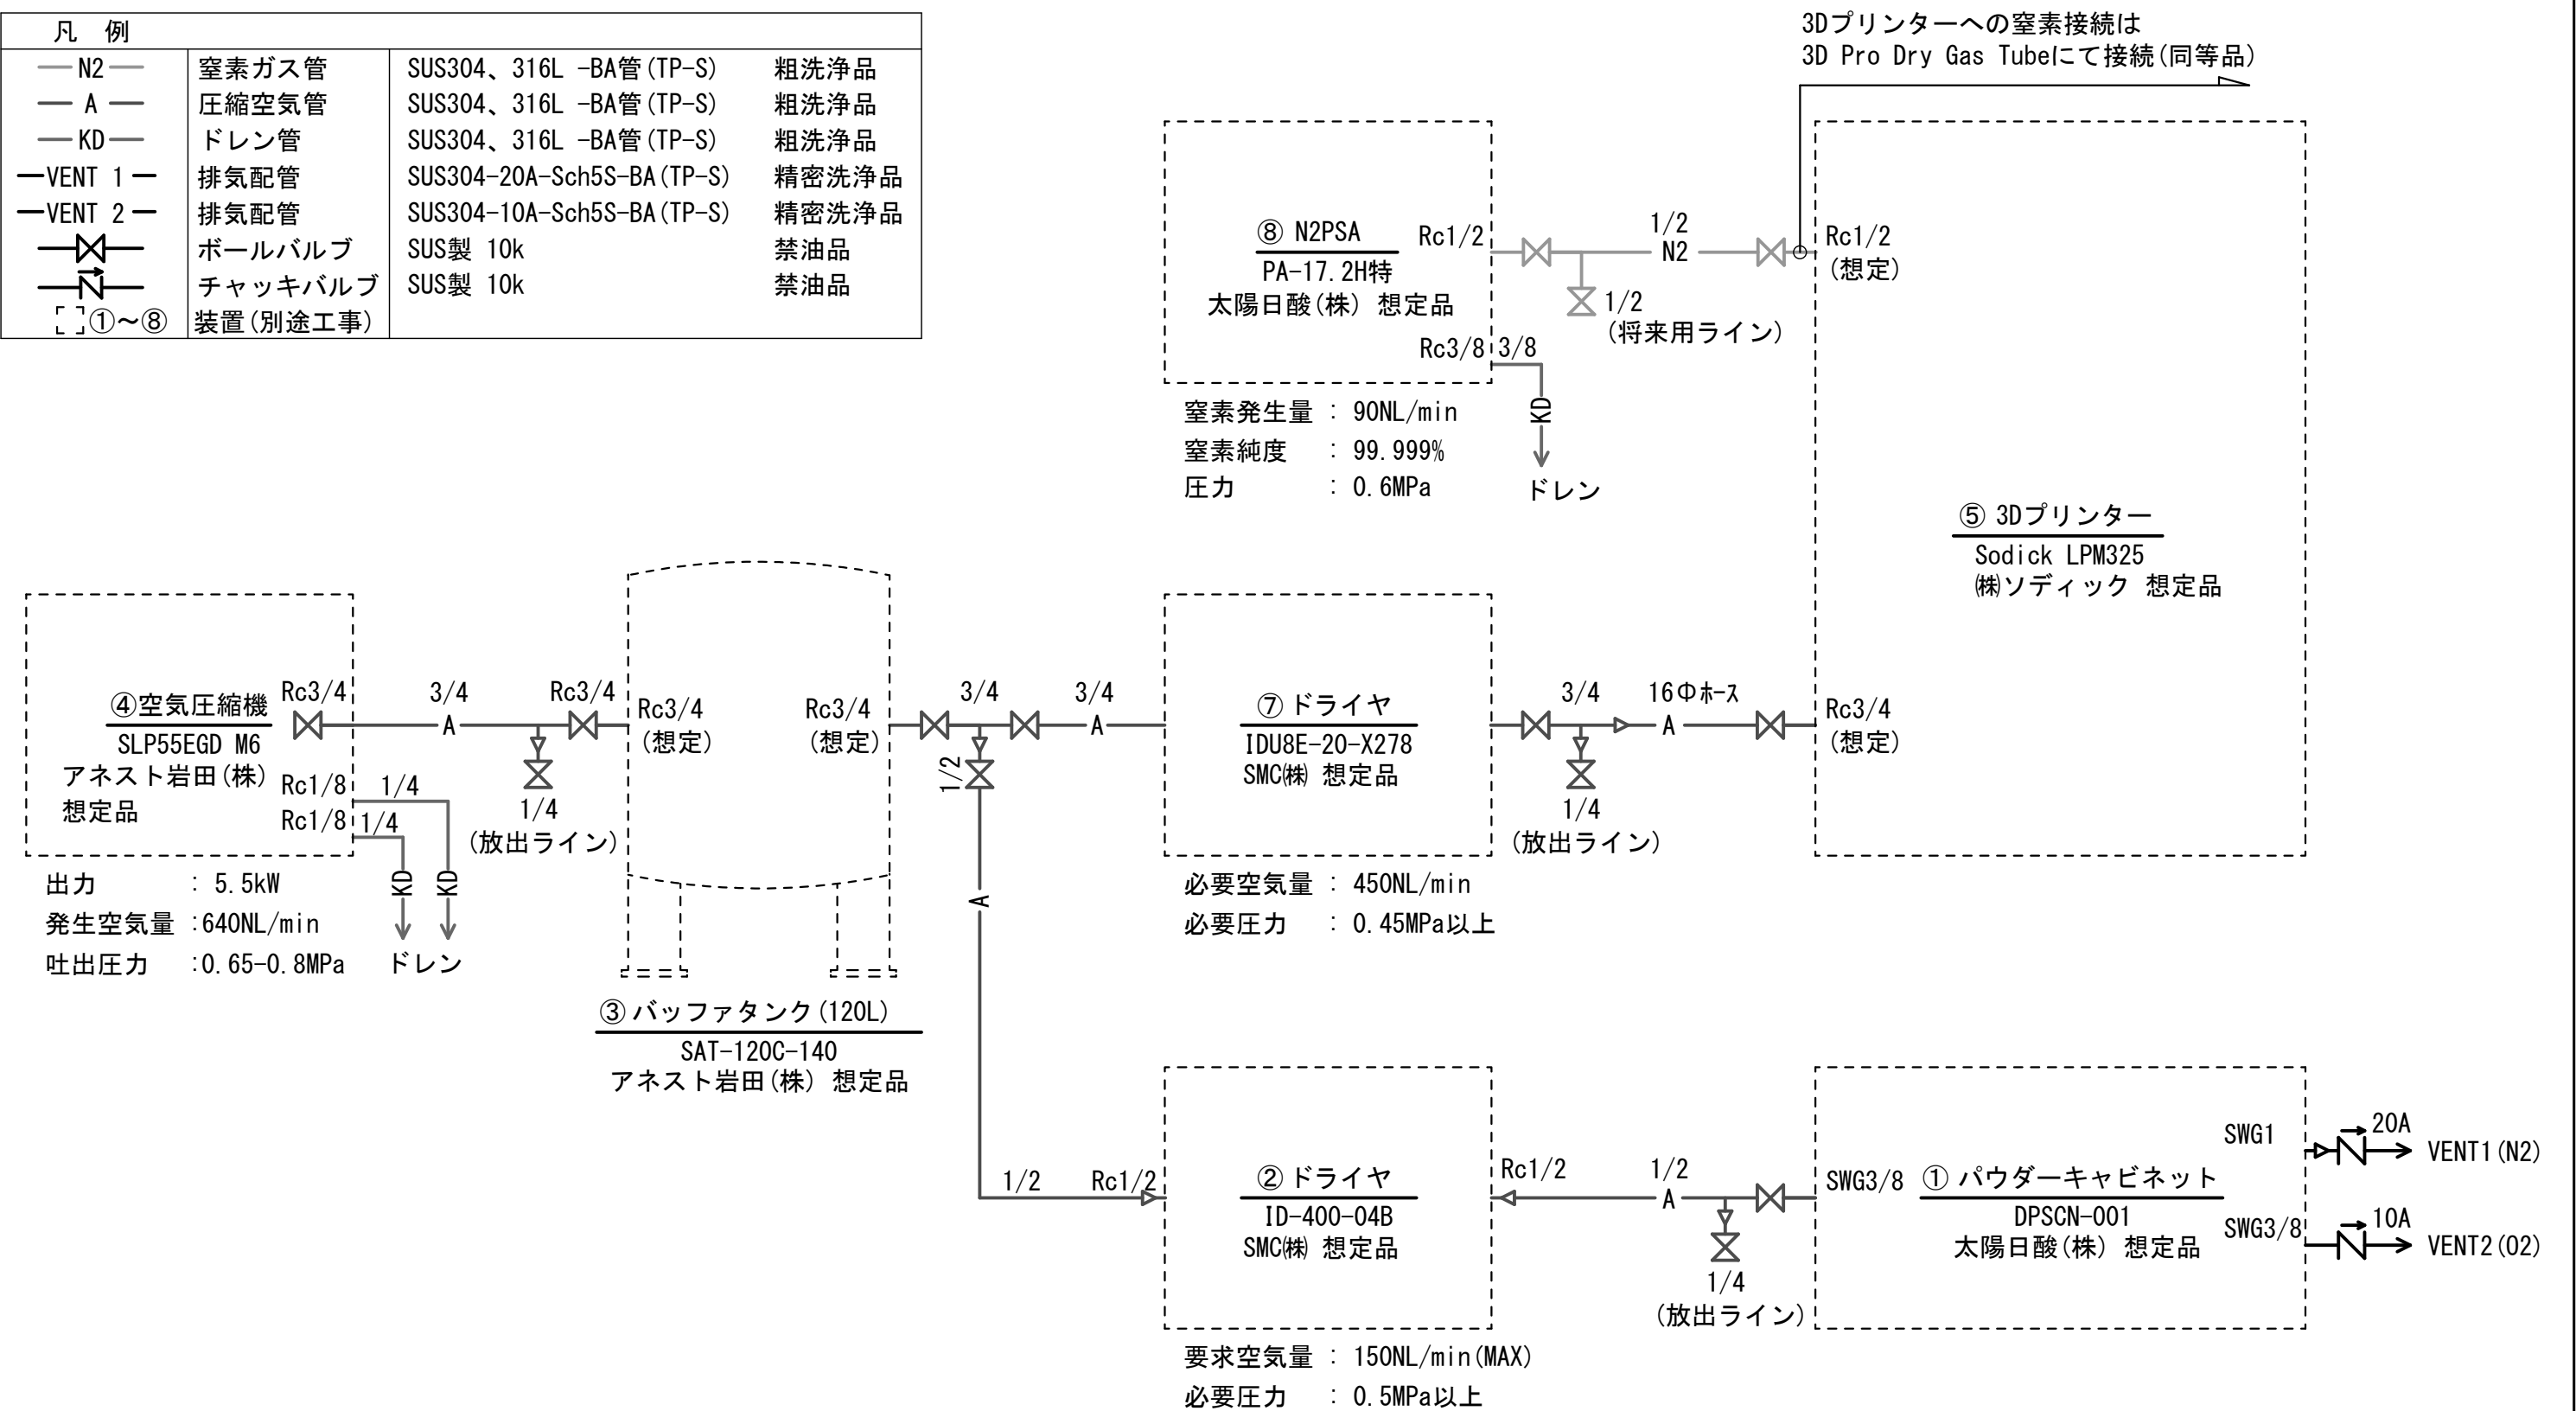 凡 例
N2 窒素ガス管 SUS304、316L -BA管(TP-S) 粗洗浄品
A 圧縮空気管 SUS304、316L -BA管(TP-S) 粗洗浄品
KD ドレン管 SUS304、316L -BA管(TP-S) 粗洗浄品
VENT 1 排気配管 SUS304-20A-Sch5S-BA(TP-S) 精密洗浄品
VENT 2 排気配管 SUS304-10A-Sch5S-BA(TP-S) 精密洗浄品
ボールバルブ SUS製 10k 禁油品
チャッキバルブ SUS製 10k 禁油品
①～⑧ 装置(別途工事)
3Dプリンターへの窒素接続は
3D Pro Dry Gas Tubeにて接続(同等品)
⑧ N2PSA
PA-17.2H特
太陽日酸(株) 想定品
Rc1/2
1/2
N2
Rc1/2
(想定)
1/2
(将来用ライン)
Rc3/8
3/8
KD
ドレン
窒素発生量 : 90NL/min
窒素純度 : 99.999%
圧力 : 0.6MPa
⑤ 3Dプリンター
Sodick LPM325
㈱ソディック 想定品
④空気圧縮機
SLP55EGD M6
アネスト岩田(株)
想定品
Rc3/4
3/4
A
Rc3/4
1/4
(放出ライン)
Rc1/8
1/4
Rc1/8
1/4
KD
KD
ドレン
出力 : 5.5kW
発生空気量 :640NL/min
吐出圧力 :0.65-0.8MPa
Rc3/4
(想定)
Rc3/4
(想定)
③ バッファタンク(120L)
SAT-120C-140
アネスト岩田(株) 想定品
3/4
3/4
A
1/2
A
⑦ ドライヤ
IDU8E-20-X278
SMC㈱ 想定品
必要空気量 : 450NL/min
必要圧力 : 0.45MPa以上
3/4
16Φホース
A
1/4
(放出ライン)
Rc3/4
(想定)
1/2
Rc1/2
② ドライヤ
ID-400-04B
SMC㈱ 想定品
要求空気量 : 150NL/min(MAX)
必要圧力 : 0.5MPa以上
Rc1/2
1/2
A
1/4
(放出ライン)
SWG3/8
① パウダーキャビネット
DPSCN-001
太陽日酸(株) 想定品
SWG1
20A
VENT1(N2)
SWG3/8
10A
VENT2(O2)